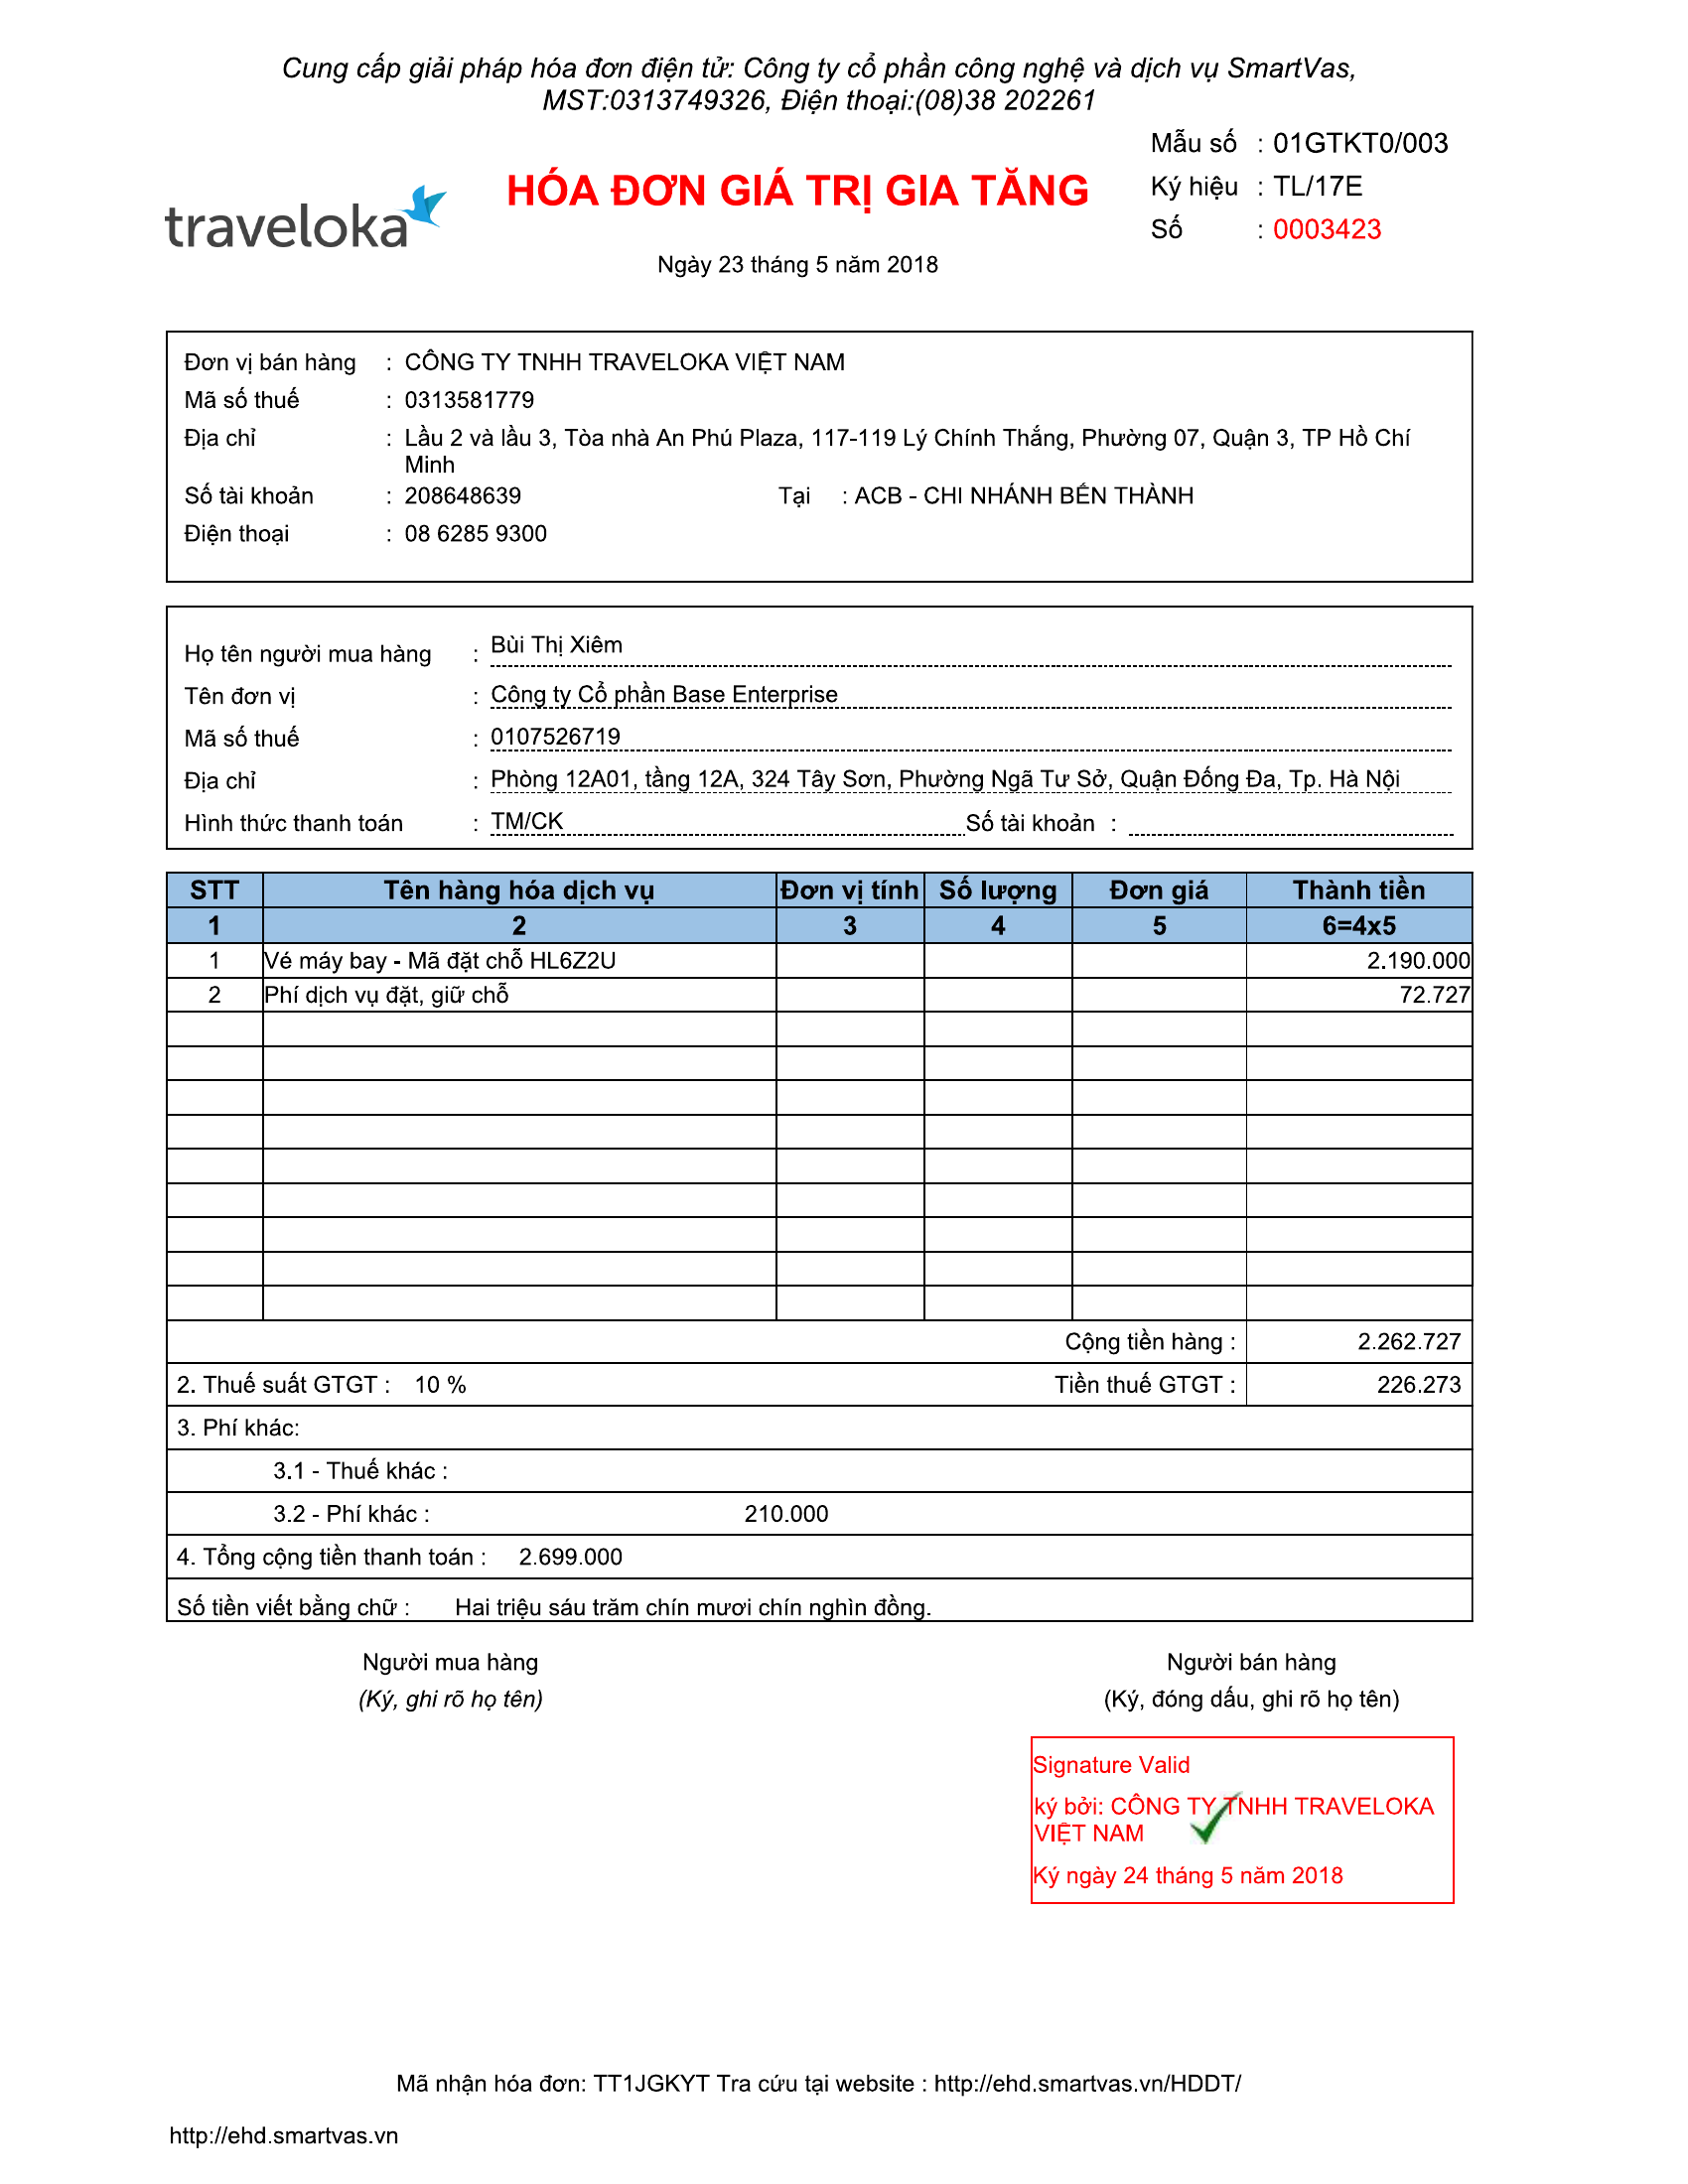 Cung cấp giải pháp hóa đơn điện tử: Công ty cổ phần công nghệ và dịch vụ SmartVas,
MST:0313749326, Điện thoại:(08)38 202261
Mẫu số : 01GTKT0/003
traveloka
HÓA ĐƠN GIÁ TRỊ GIA TĂNG
Ký hiệu : TL/17E
Số : 0003423
Ngày 23 tháng 5 năm 2018
Đơn vị bán hàng : CÔNG TY TNHH TRAVELOKA VIỆT NAM
Mã số thuế : 0313581779
Địa chỉ : Lầu 2 và lầu 3, Tòa nhà An Phú Plaza, 117-119 Lý Chính Thắng, Phường 07, Quận 3, TP Hồ Chí
Minh
Số tài khoản : 208648639 Tại : ACB - CHI NHÁNH BẾN THÀNH
Điện thoại : 08 6285 9300
Họ tên người mua hàng : Bùi Thị Xiêm
Tên đơn vị : Công ty Cổ phần Base Enterprise
Mã số thuế : 0107526719
Địa chỉ : Phòng 12A01, tầng 12A, 324 Tây Sơn, Phường Ngã Tư Sở, Quận Đống Đa, Tp. Hà Nội
Hình thức thanh toán : TM/CK Số tài khoản :
STT Tên hàng hóa dịch vụ Đơn vị tính Số lượng Đơn giá Thành tiền
1 2 3 4 5 6=4x5
1 Vé máy bay - Mã đặt chỗ HL6Z2U 2.190.000
2 Phí dịch vụ đặt, giữ chỗ 72.727
Cộng tiền hàng : 2.262.727
2. Thuế suất GTGT : 10 % Tiền thuế GTGT : 226.273
3. Phí khác:
3.1 - Thuế khác :
3.2 - Phí khác : 210.000
4. Tổng cộng tiền thanh toán : 2.699.000
Số tiền viết bằng chữ : Hai triệu sáu trăm chín mươi chín nghìn đồng.
Người mua hàng Người bán hàng
(Ký, ghi rõ họ tên) (Ký, đóng dấu, ghi rõ họ tên)
Signature Valid
ký bởi: CÔNG TY TNHH TRAVELOKA
VIỆT NAM
Ký ngày 24 tháng 5 năm 2018
Mã nhận hóa đơn: TT1JGKYT Tra cứu tại website : http://ehd.smartvas.vn/HDDT/
http://ehd.smartvas.vn